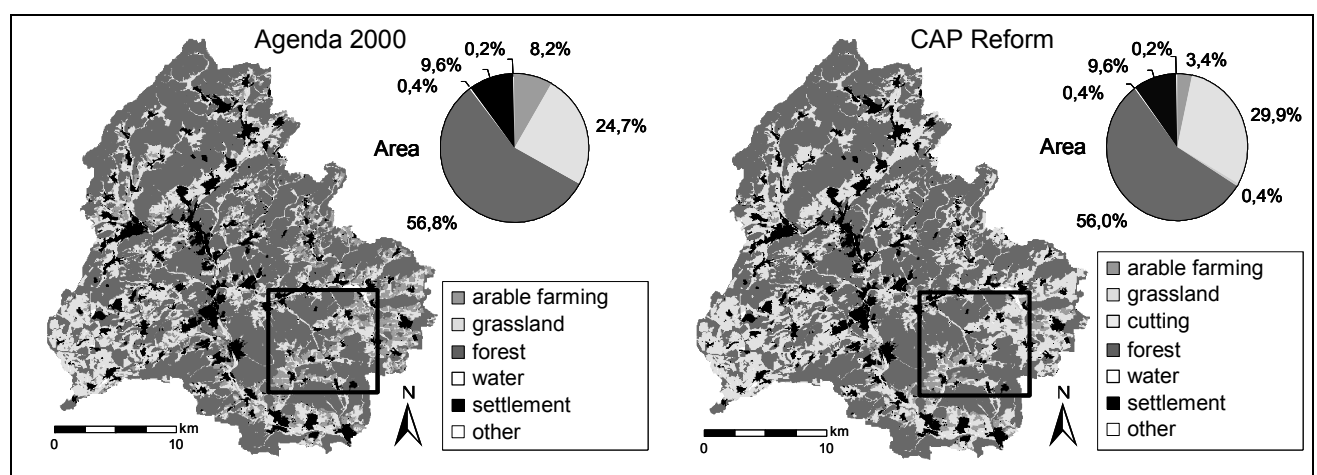 Agenda 2000
0,2%
8,2%
9,6%
0,4%
24,7%
Area
56,8%
arable farming
grassland
forest
water
settlement
other
N
km
0
10
CAP Reform
0,2%
3,4%
9,6%
0,4%
29,9%
Area
0,4%
56,0%
arable farming
grassland
cutting
forest
water
settlement
other
N
km
0
10